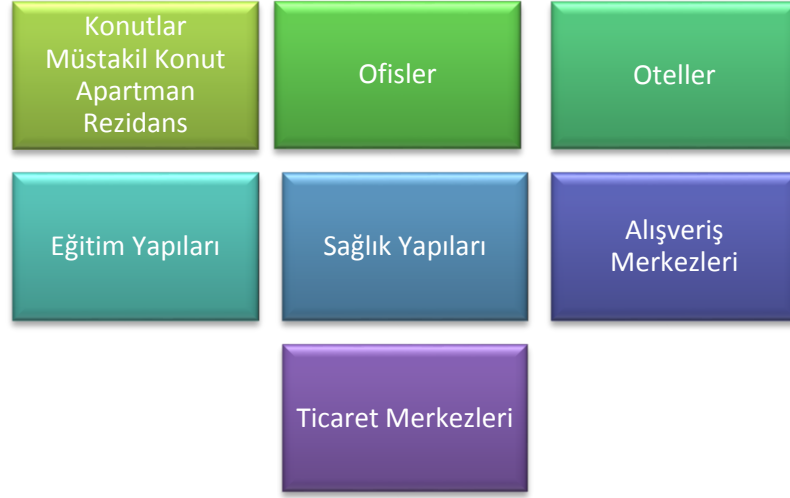 Konutlar
Müstakil Konut
Apartman
Rezidans
Ofisler
Oteller
Eğitim Yapıları
Sağlık Yapıları
Alışveriş
Merkezleri
Ticaret Merkezleri